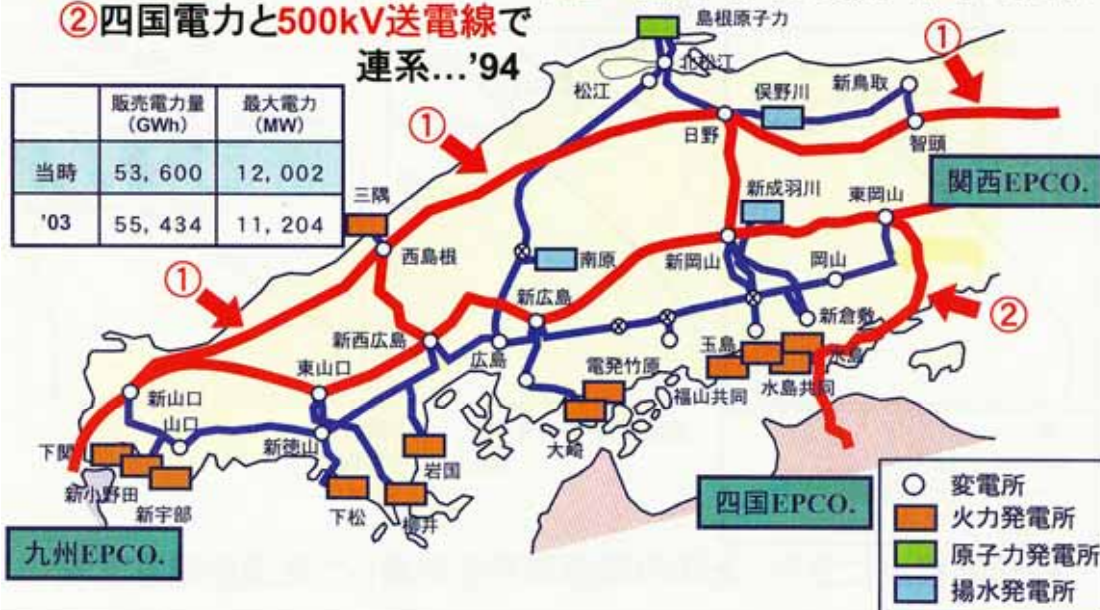 ②四国電力と500kV送電線で
連系...'94
販売電力量
(GWh)
最大電力
(MW)
当時
53,600
12,002
'03
55,434
11,204
島根原子力
北松江
松江
①
俣野川
新鳥取
日野
智頭
①
関西EPCO.
三隅
新成羽川
東岡山
西島根
南原
新岡山
岡山
①
新広島
新倉敷
②
新西広島
広島
玉島
水島
東山口
電発竹原
福山共同
水島共同
新山口
山口
新徳山
大崎
下関
岩国
新小野田
新宇部
下松
柳井
四国EPCO.
九州EPCO.
変電所
火力発電所
原子力発電所
揚水発電所